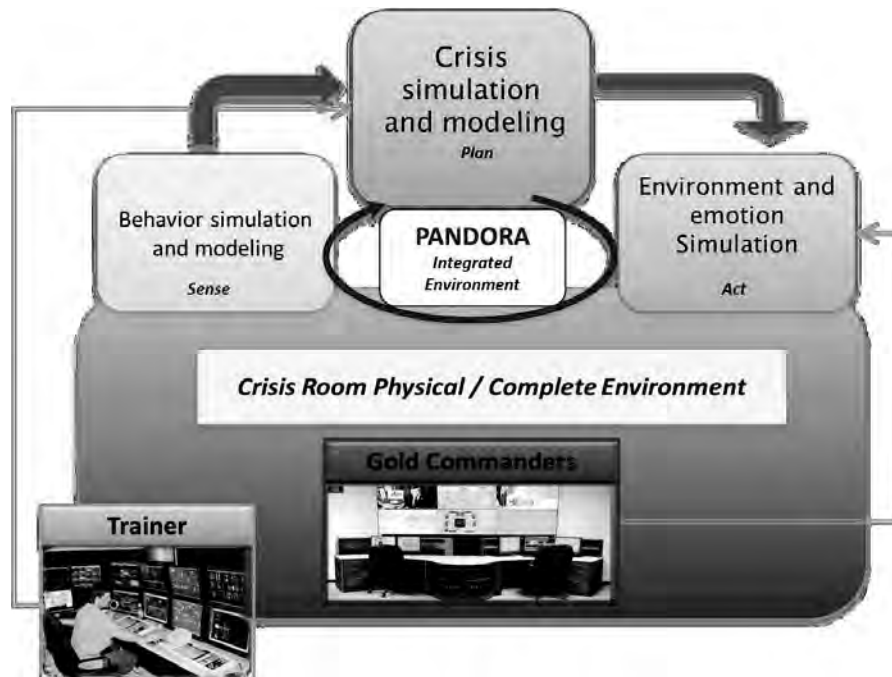 Crisis
simulation
and modeling
Plan
Behavior simulation
and modeling
Sense
PANDORA
Integrated
Environment
Environment and
emotion
Simulation
Act
Crisis Room Physical / Complete Environment
Gold Commanders
Trainer